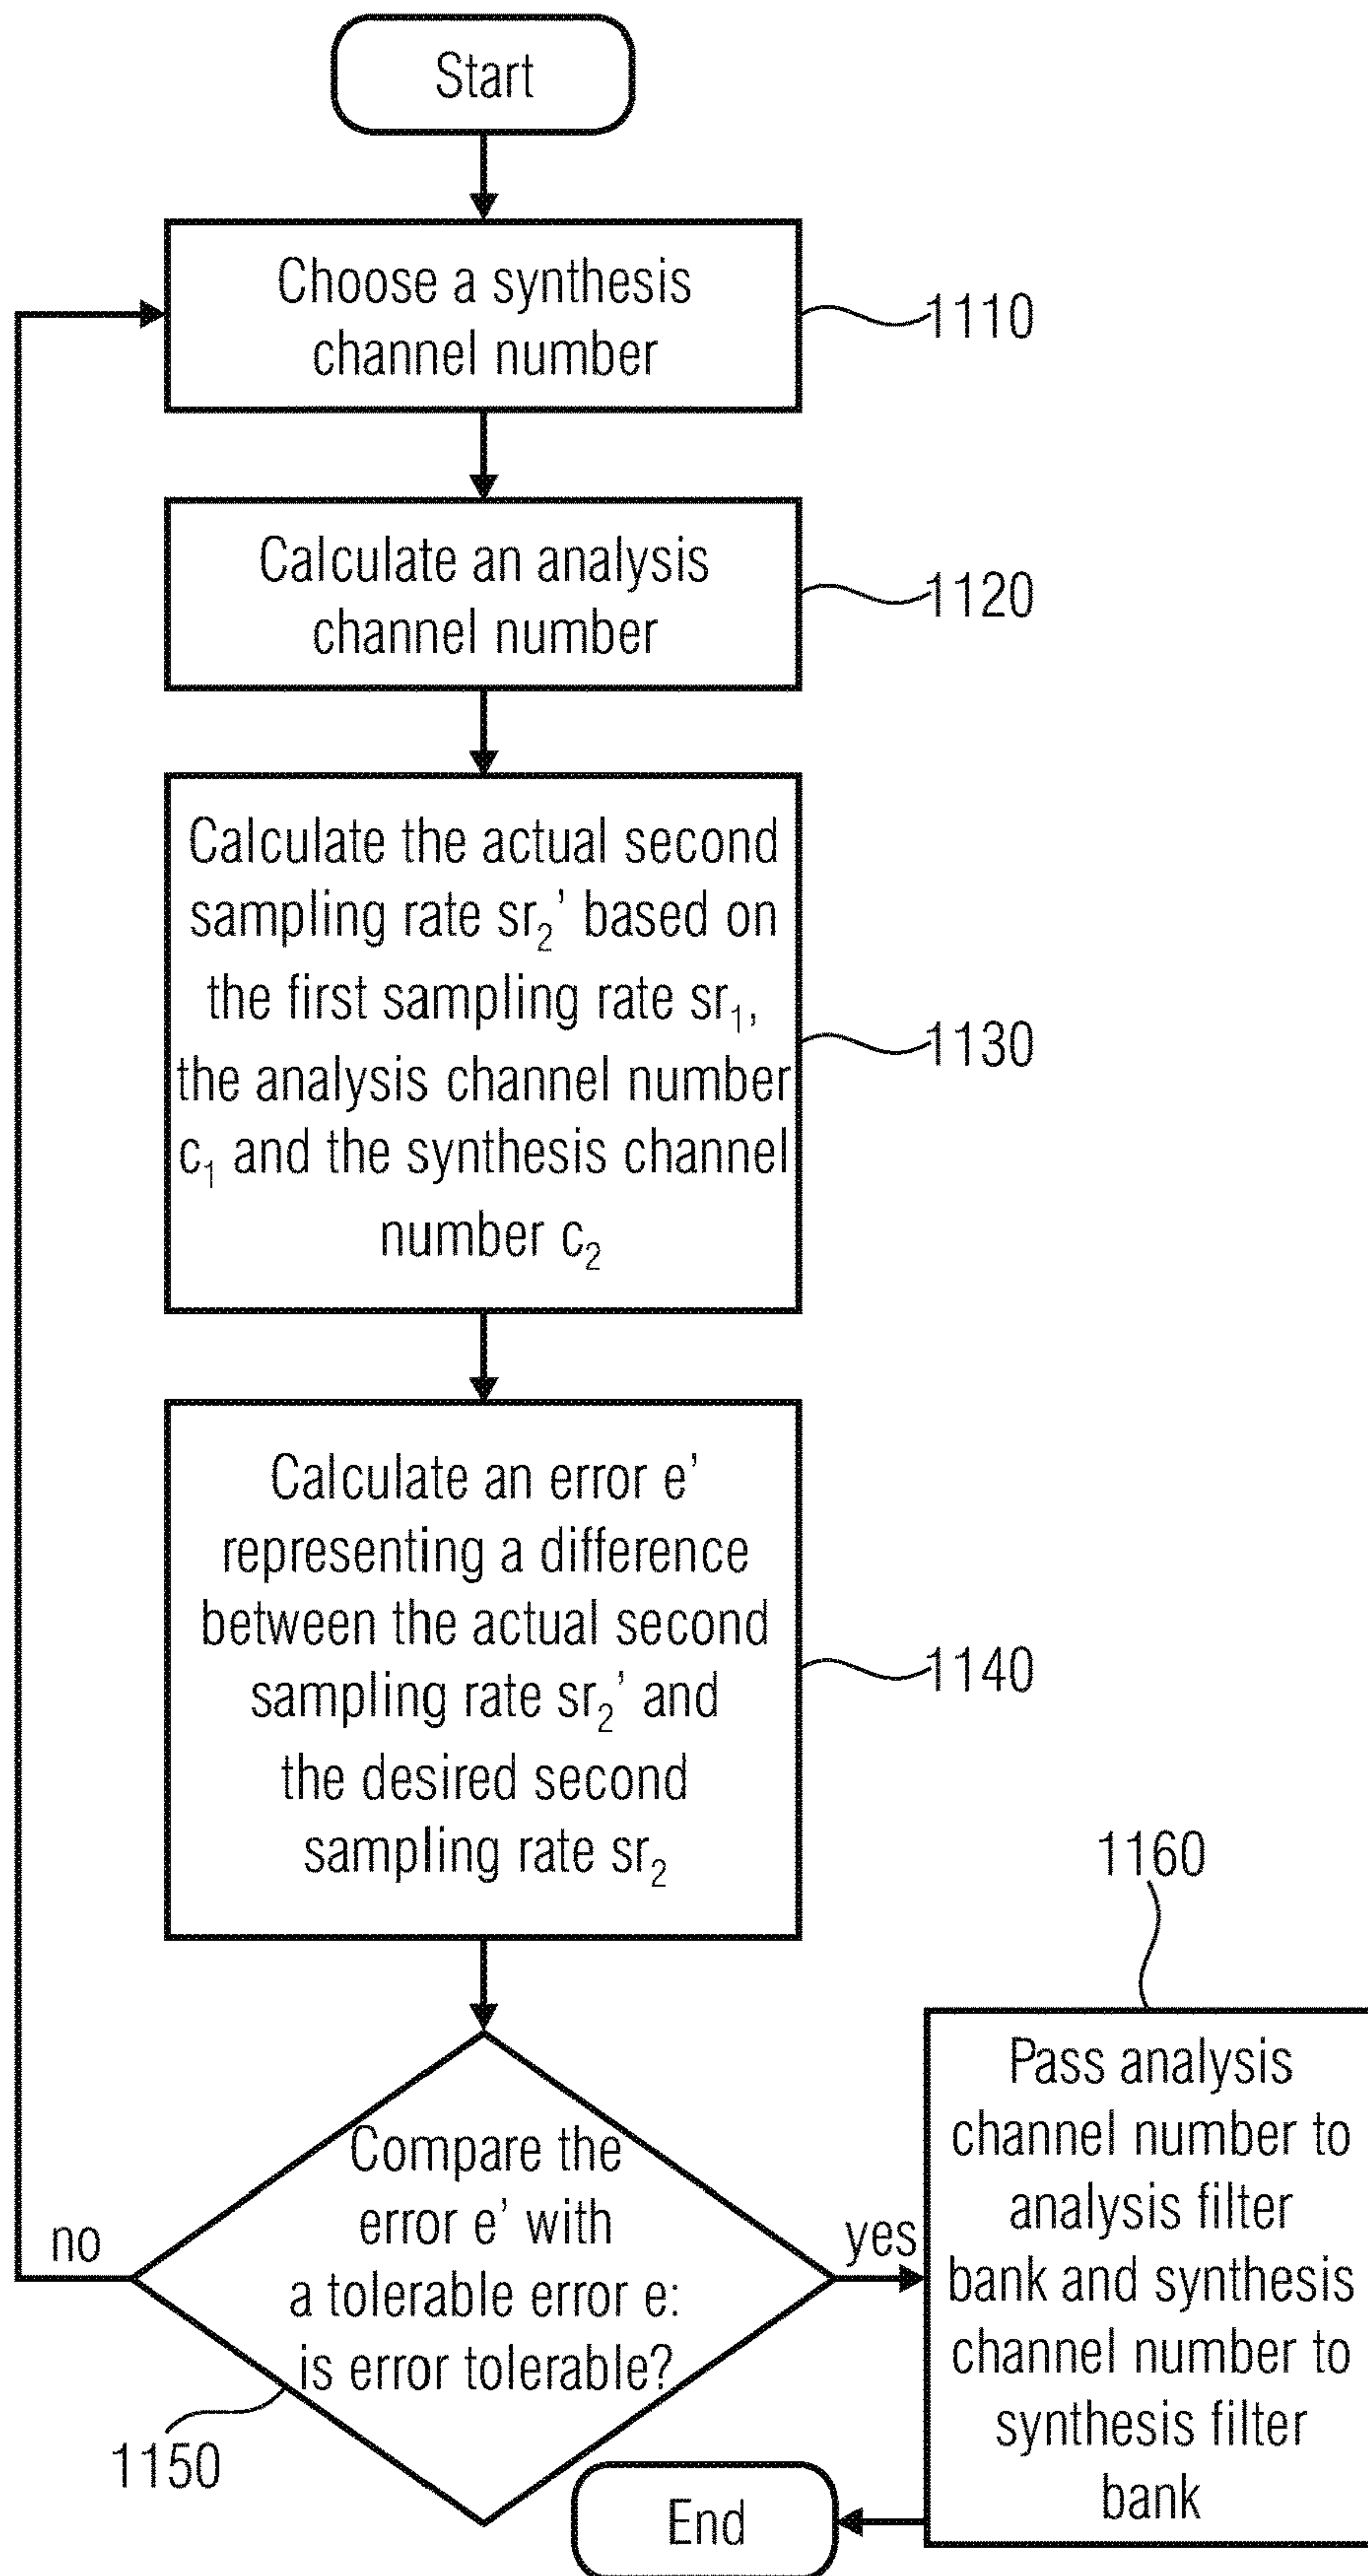 Start
Choose a synthesis
channel number
1110
Calculate an analysis
channel number
1120
Calculate the actual second
sampling rate sr₂' based on
the first sampling rate sr₁,
the analysis channel number
c₁ and the synthesis channel
number c₂
1130
Calculate an error e'
representing a difference
between the actual second
sampling rate sr₂' and
the desired second
sampling rate sr₂
1140
Compare the
error e' with
a tolerable error e:
is error tolerable?
1150
no
yes
1160
Pass analysis
channel number to
analysis filter
bank and synthesis
channel number to
synthesis filter
bank
End